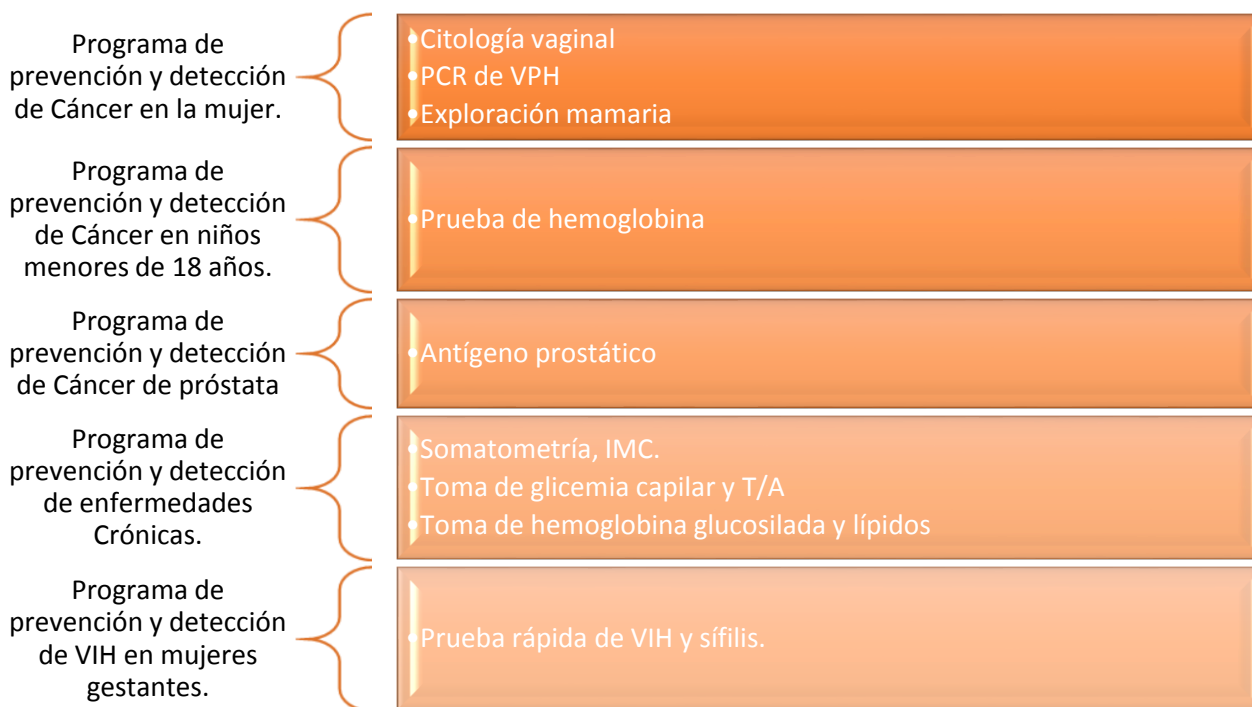 Programa de
prevención y detección
de Cáncer en la mujer.
•Citología vaginal
•PCR de VPH
•Exploración mamaria
Programa de
prevención y detección
de Cáncer en niños
menores de 18 años.
•Prueba de hemoglobina
Programa de
prevención y detección
de Cáncer de próstata
•Antígeno prostático
Programa de
prevención y detección
de enfermedades
Crónicas.
•Somatometría, IMC.
•Toma de glicemia capilar y T/A
•Toma de hemoglobina glucosilada y lípidos
Programa de
prevención y detección
de VIH en mujeres
gestantes.
•Prueba rápida de VIH y sífilis.